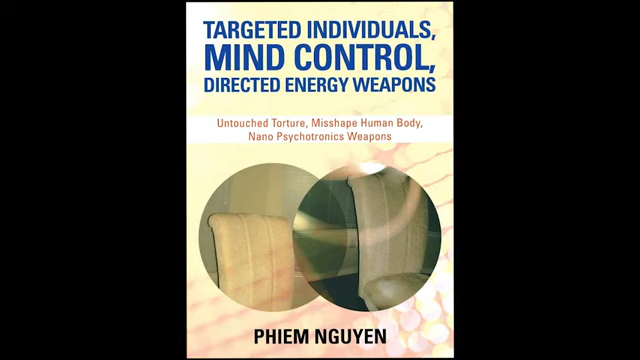 TARGETED INDIVIDUALS,
MIND CONTROL,
DIRECTED ENERGY WEAPONS
Untouched Torture, Misshape Human Body,
Nano Psychotronics Weapons
PHIEM NGUYEN